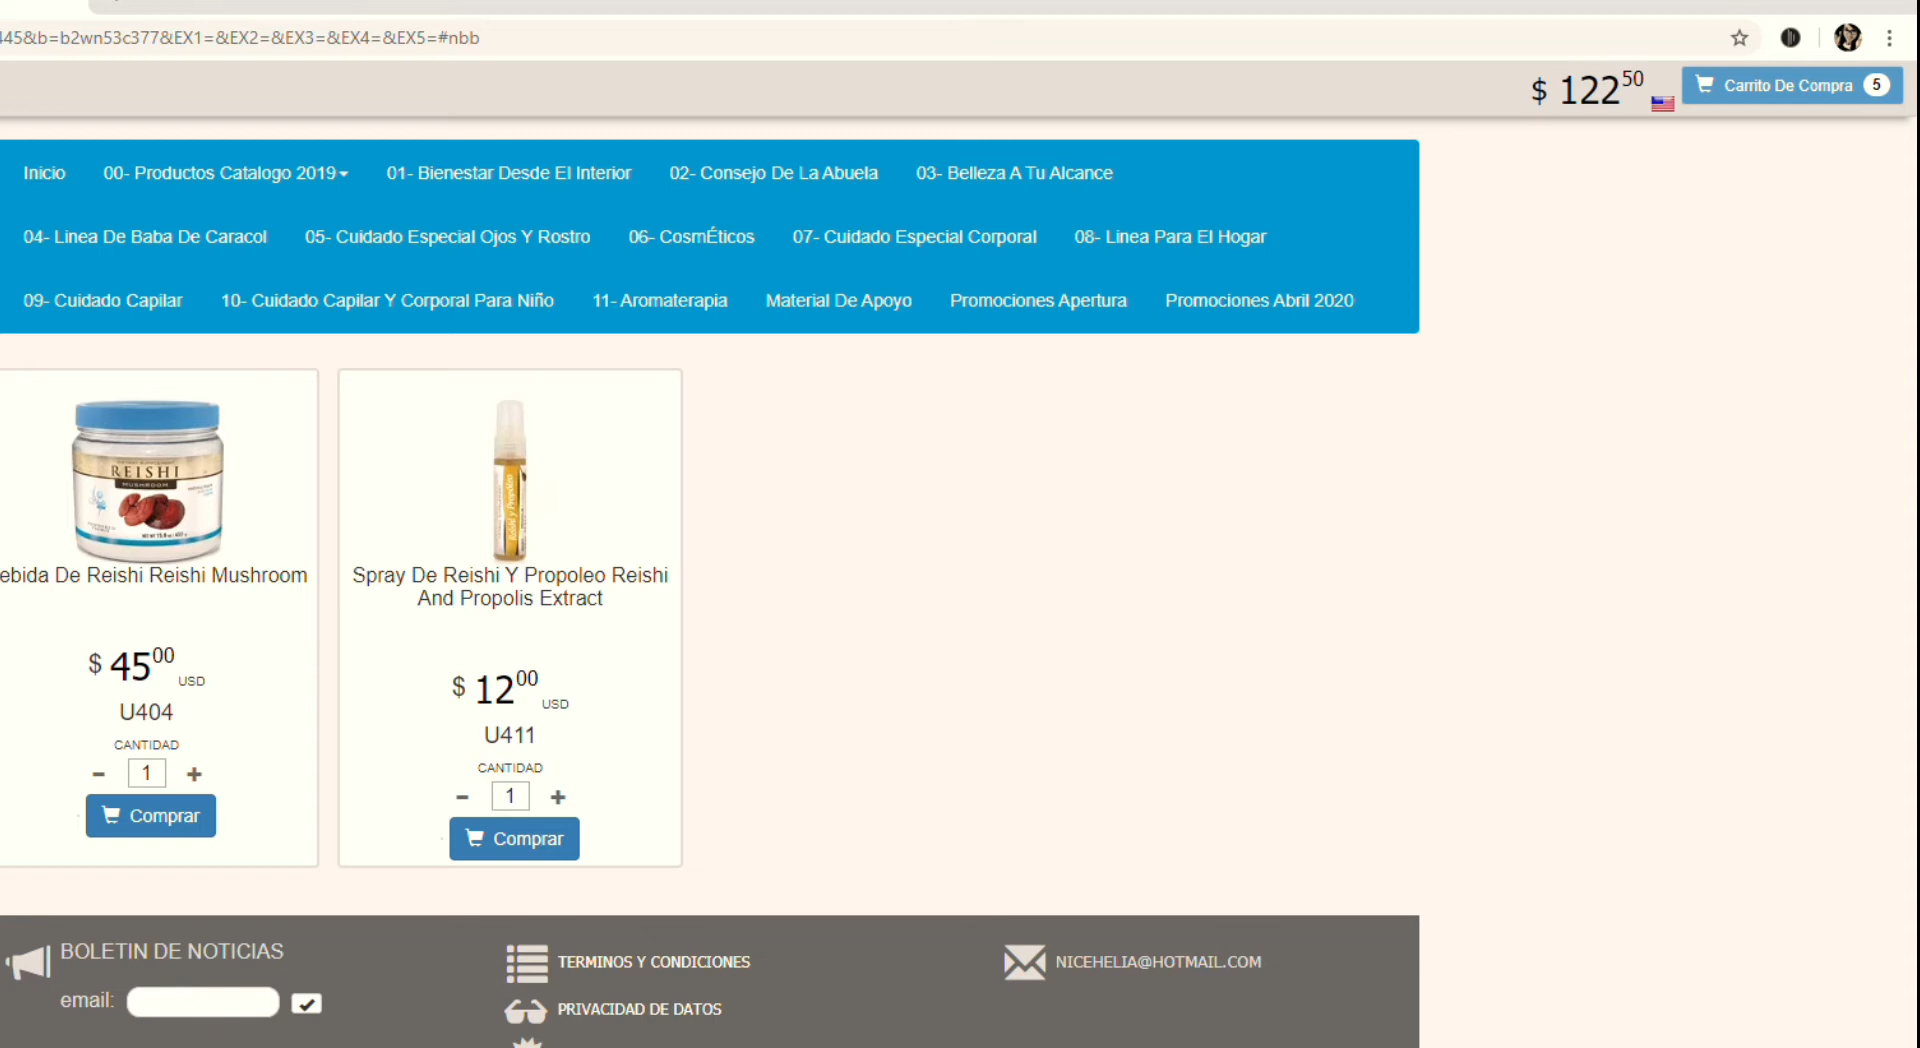 445&b=b2wn53c377&EX1=&EX2=&EX3=&EX4=&EX5=#nbb
$ 122 50
Carrito De Compra 5
Inicio 00- Productos Catalogo 2019 01- Bienestar Desde El Interior 02- Consejo De La Abuela 03- Belleza A Tu Alcance
04- Linea De Baba De Caracol 05- Cuidado Especial Ojos Y Rostro 06- CosmÉticos 07- Cuidado Especial Corporal 08- Linea Para El Hogar
09- Cuidado Capilar 10- Cuidado Capilar Y Corporal Para Niño 11- Aromaterapia Material De Apoyo Promociones Apertura Promociones Abril 2020
REISHI
MUSHROOM
Reishi y Propóleo
ebida De Reishi Reishi Mushroom
$ 45 00 USD
U404
CANTIDAD
- 1 +
Comprar
Spray De Reishi Y Propoleo Reishi
And Propolis Extract
$ 12 00 USD
U411
CANTIDAD
- 1 +
Comprar
BOLETIN DE NOTICIAS
email:
TERMINOS Y CONDICIONES
PRIVACIDAD DE DATOS
NICEHELIA@HOTMAIL.COM